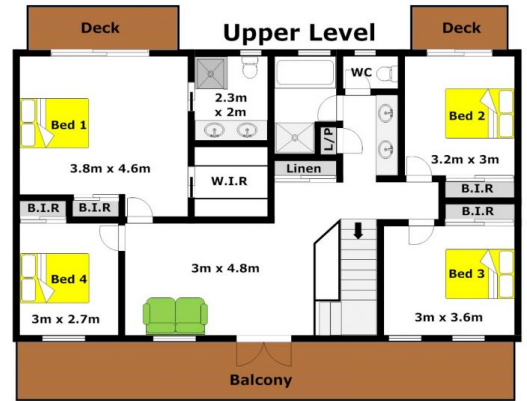 Deck
Upper Level
Deck
WC
2.3m
x 2m
Bed 1
Bed 2
L/P
3.8m x 4.6m
Linen
3.2m x 3m
W.I.R
B.I.R
B.I.R
B.I.R
B.I.R
3m x 4.8m
Bed 4
Bed 3
3m x 2.7m
3m x 3.6m
Balcony